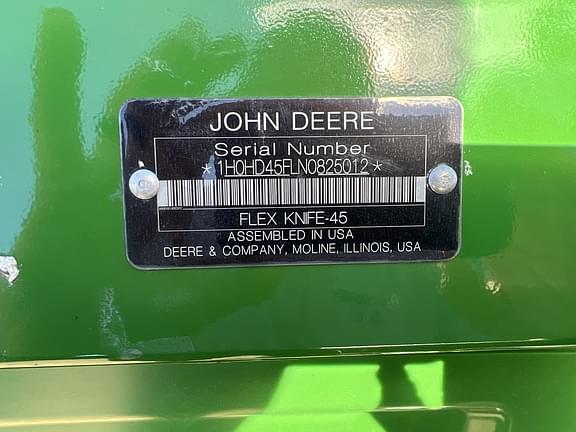 JOHN DEERE
Serial Number
*1H0HD45FLN0825012*
FLEX KNIFE-45
ASSEMBLED IN USA
DEERE & COMPANY, MOLINE, ILLINOIS, USA